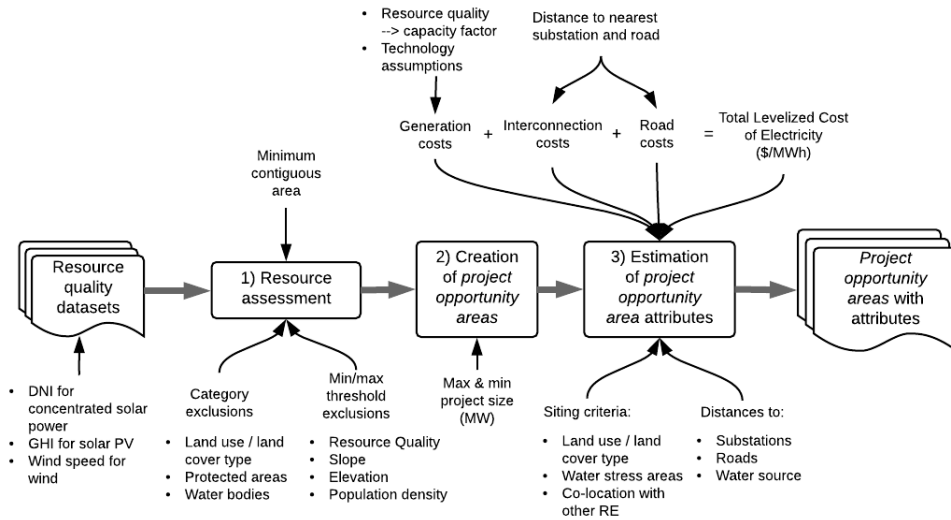 • Resource quality
--> capacity factor
• Technology
assumptions
Distance to nearest
substation and road
Generation
costs
+
Interconnection
costs
+
Road
costs
=
Total Levelized Cost
of Electricity
($/MWh)
Minimum
contiguous
area
Resource
quality
datasets
1) Resource
assessment
2) Creation
of project
opportunity
areas
3) Estimation
of project
opportunity
area attributes
Project
opportunity
areas with
attributes
• DNI for
concentrated solar
power
• GHI for solar PV
• Wind speed for
wind
Category
exclusions
• Land use / land
cover type
• Protected areas
• Water bodies
Min/max
threshold
exclusions
• Resource Quality
• Slope
• Elevation
• Population density
Max & min
project size
(MW)
Siting criteria:
• Land use / land
cover type
• Water stress areas
• Co-location with
other RE
Distances to:
• Substations
• Roads
• Water source